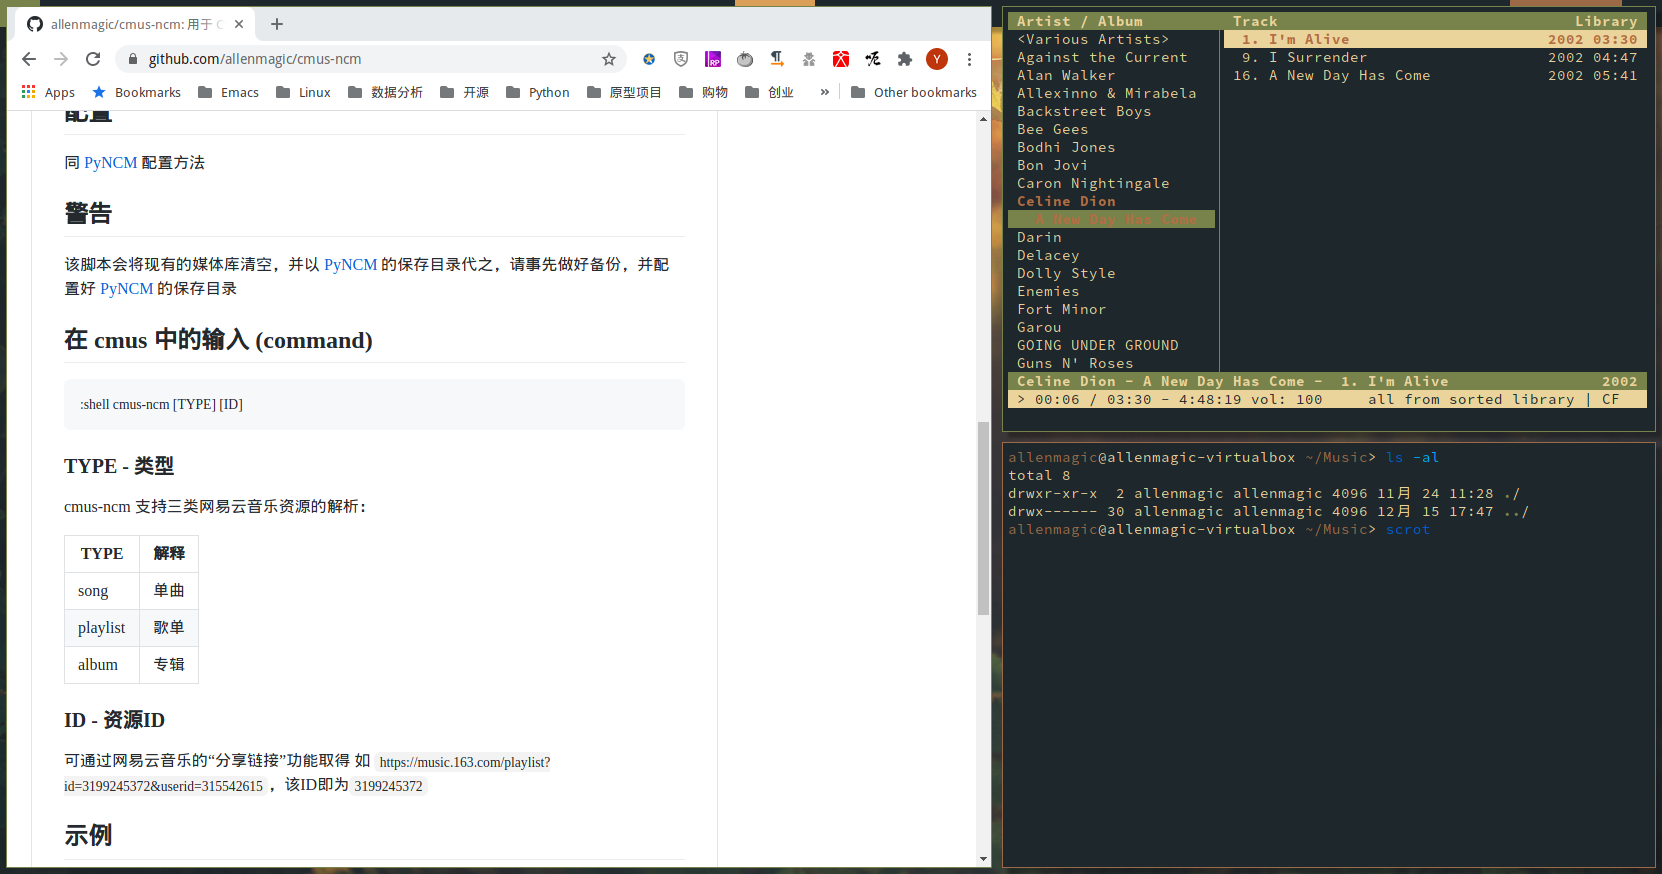 allenmagic/cmus-ncm: 用于 C
github.com/allenmagic/cmus-ncm
Apps
Bookmarks
Emacs
Linux
数据分析
开源
Python
原型项目
购物
创业
»
Other bookmarks
配置
同 PyNCM 配置方法
警告
该脚本会将现有的媒体库清空，并以 PyNCM 的保存目录代之，请事先做好备份，并配
置好 PyNCM 的保存目录
在 cmus 中的输入 (command)
:shell cmus-ncm [TYPE] [ID]
TYPE - 类型
cmus-ncm 支持三类网易云音乐资源的解析：
TYPE 解释
song 单曲
playlist 歌单
album 专辑
ID - 资源ID
可通过网易云音乐的“分享链接”功能取得 如 https://music.163.com/playlist?
id=3199245372&userid=315542615 ，该ID即为 3199245372
示例
Artist / Album Track Library
<Various Artists>
Against the Current
Alan Walker
Allexinno & Mirabela
Backstreet Boys
Bee Gees
Bodhi Jones
Bon Jovi
Caron Nightingale
Celine Dion
A New Day Has Come
Darin
Delacey
Dolly Style
Enemies
Fort Minor
Garou
GOING UNDER GROUND
Guns N' Roses
1. I'm Alive 2002 03:30
9. I Surrender 2002 04:47
16. A New Day Has Come 2002 05:41
Celine Dion - A New Day Has Come - 1. I'm Alive 2002
> 00:06 / 03:30 - 4:48:19 vol: 100 all from sorted library | CF
allenmagic@allenmagic-virtualbox ~/Music> ls -al
total 8
drwxr-xr-x 2 allenmagic allenmagic 4096 11月 24 11:28 ./
drwx------ 30 allenmagic allenmagic 4096 12月 15 17:47 ../
allenmagic@allenmagic-virtualbox ~/Music> scrot